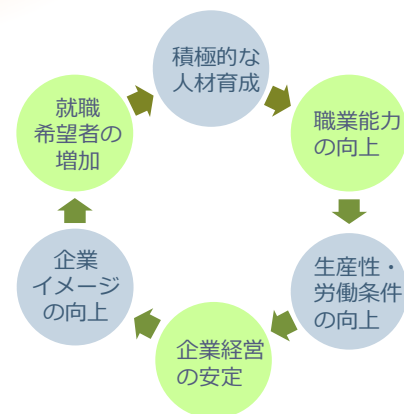 積極的な
人材育成
職業能力
の向上
生産性・
労働条件
の向上
企業経営
の安定
企業
イメージ
の向上
就職
希望者の
増加